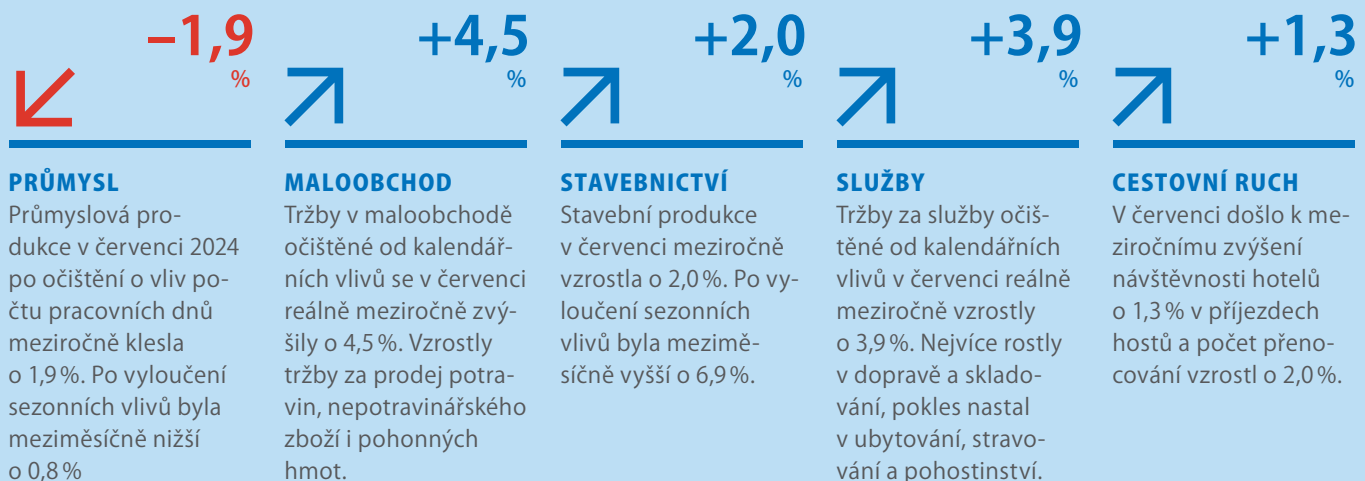 –1,9
%
PRŮMYSL
Průmyslová pro-
dukce v červenci 2024
po očištění o vliv po-
čtu pracovních dnů
meziročně klesla
o 1,9 %. Po vyloučení
sezonních vlivů byla
meziměsíčně nižší
o 0,8 %
+4,5
%
MALOOBCHOD
Tržby v maloobchodě
očištěné od kalendář-
ních vlivů se v červenci
reálně meziročně zvý-
šily o 4,5 %. Vzrostly
tržby za prodej potra-
vin, nepotravinářského
zboží i pohonných
hmot.
+2,0
%
STAVEBNICTVÍ
Stavební produkce
v červenci meziročně
vzrostla o 2,0 %. Po vy-
loučení sezonních
vlivů byla mezimě-
síčně vyšší o 6,9 %.
+3,9
%
SLUŽBY
Tržby za služby očiš-
těné od kalendářních
vlivů v červenci reálně
meziročně vzrostly
o 3,9 %. Nejvíce rostly
v dopravě a sklado-
vání, pokles nastal
v ubytování, stravo-
vání a pohostinství.
+1,3
%
CESTOVNÍ RUCH
V červenci došlo k me-
ziročnímu zvýšení
návštěvnosti hotelů
o 1,3 % v příjezdech
hostů a počet přeno-
cování vzrostl o 2,0 %.